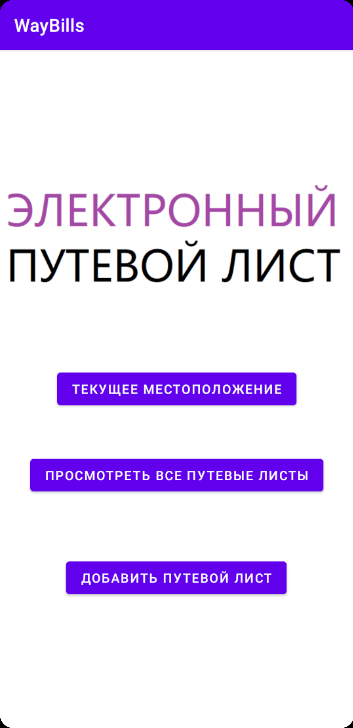 WayBills
ЭЛЕКТРОННЫЙ
ПУТЕВОЙ ЛИСТ
ТЕКУЩЕЕ МЕСТОПОЛОЖЕНИЕ
ПРОСМОТРЕТЬ ВСЕ ПУТЕВЫЕ ЛИСТЫ
ДОБАВИТЬ ПУТЕВОЙ ЛИСТ